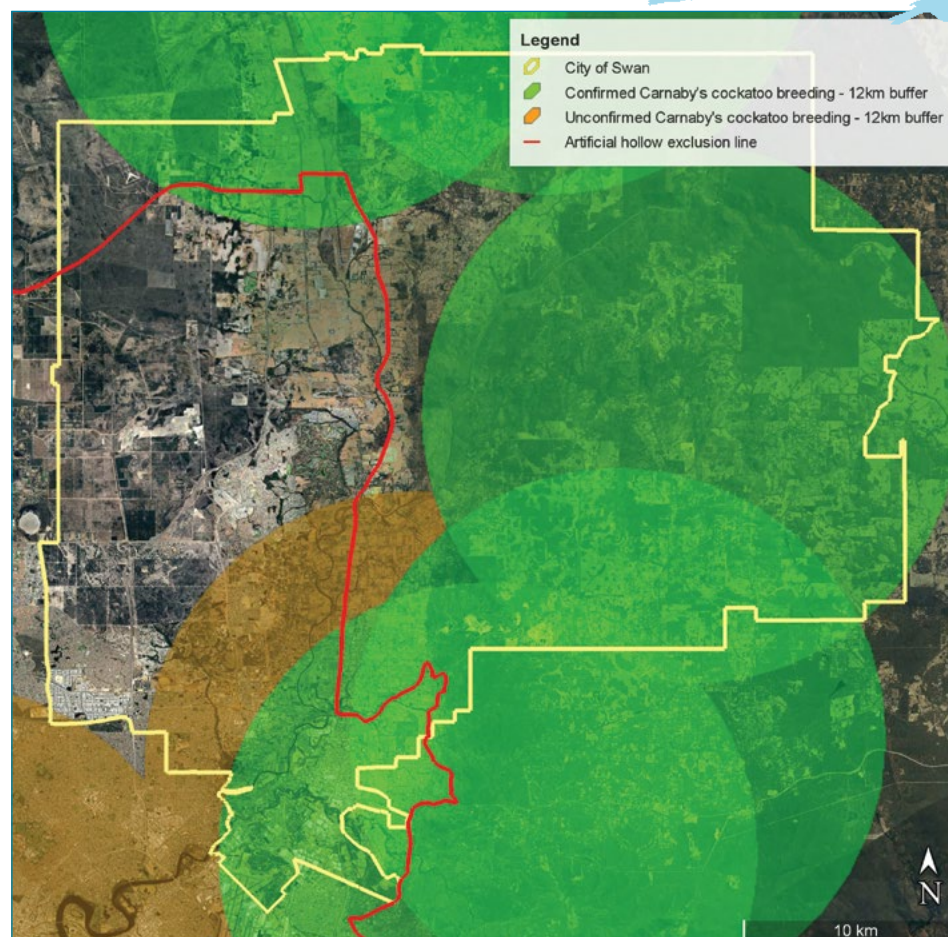 Legend
City of Swan
Confirmed Carnaby's cockatoo breeding - 12km buffer
Unconfirmed Carnaby's cockatoo breeding - 12km buffer
Artificial hollow exclusion line
N
10 km